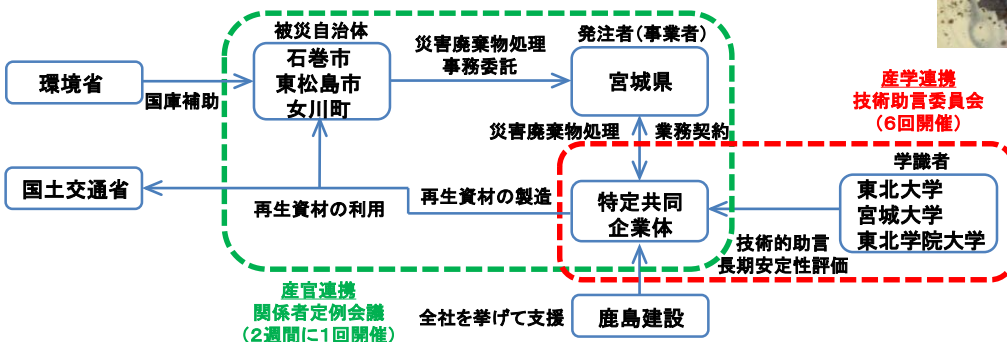 被災自治体
石巻市
東松島市
女川町
環境省
国庫補助
災害廃棄物処理
事務委託
発注者（事業者）
宮城県
産学連携
技術助言委員会
（6回開催）
災害廃棄物処理
業務契約
国土交通省
再生資材の利用
再生資材の製造
特定共同
企業体
学識者
東北大学
宮城大学
東北学院大学
技術的助言
長期安定性評価
産官連携
関係者定例会議
（2週間に1回開催）
全社を挙げて支援
鹿島建設